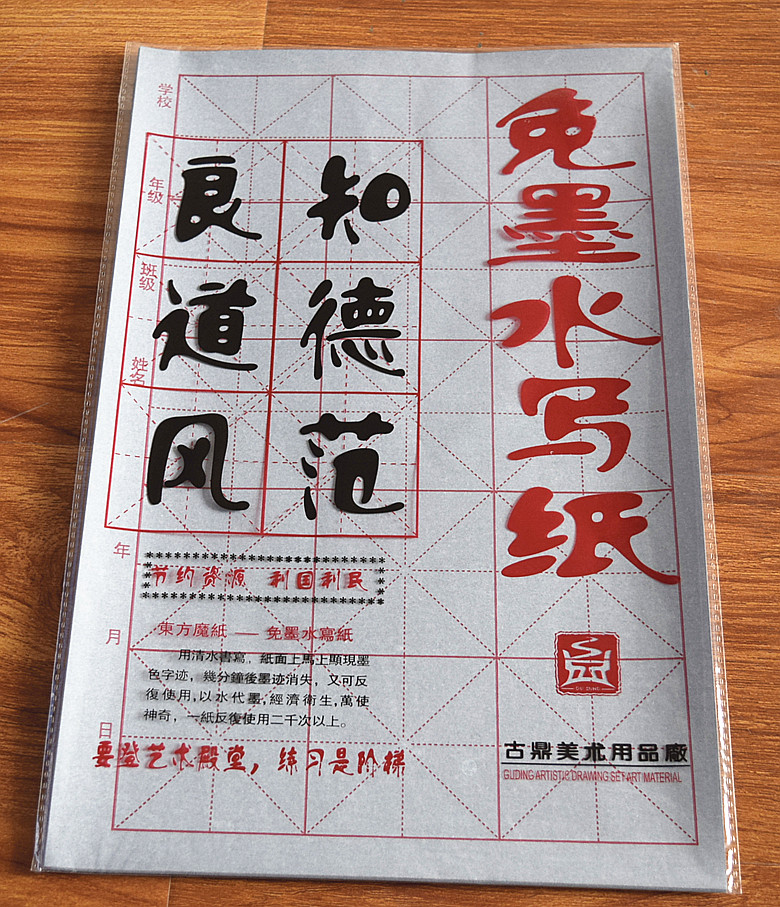 免墨水写纸
知德范
良道风
学校
年级
班级
姓名
年
月
日
节约资源 利国利民
東方魔紙 — 免墨水寫紙
用清水書寫，紙面上馬上顯現墨
色字迹，幾分鐘後墨迹消失，又可反
復使用，以水代墨，經濟衛生，萬使
神奇，一紙反復使用二千次以上。
要登艺术殿堂，练习是阶梯
GU DING
古鼎美术用品廠
GUDING ARTISTIC DRAWING SET ART MATERIAL